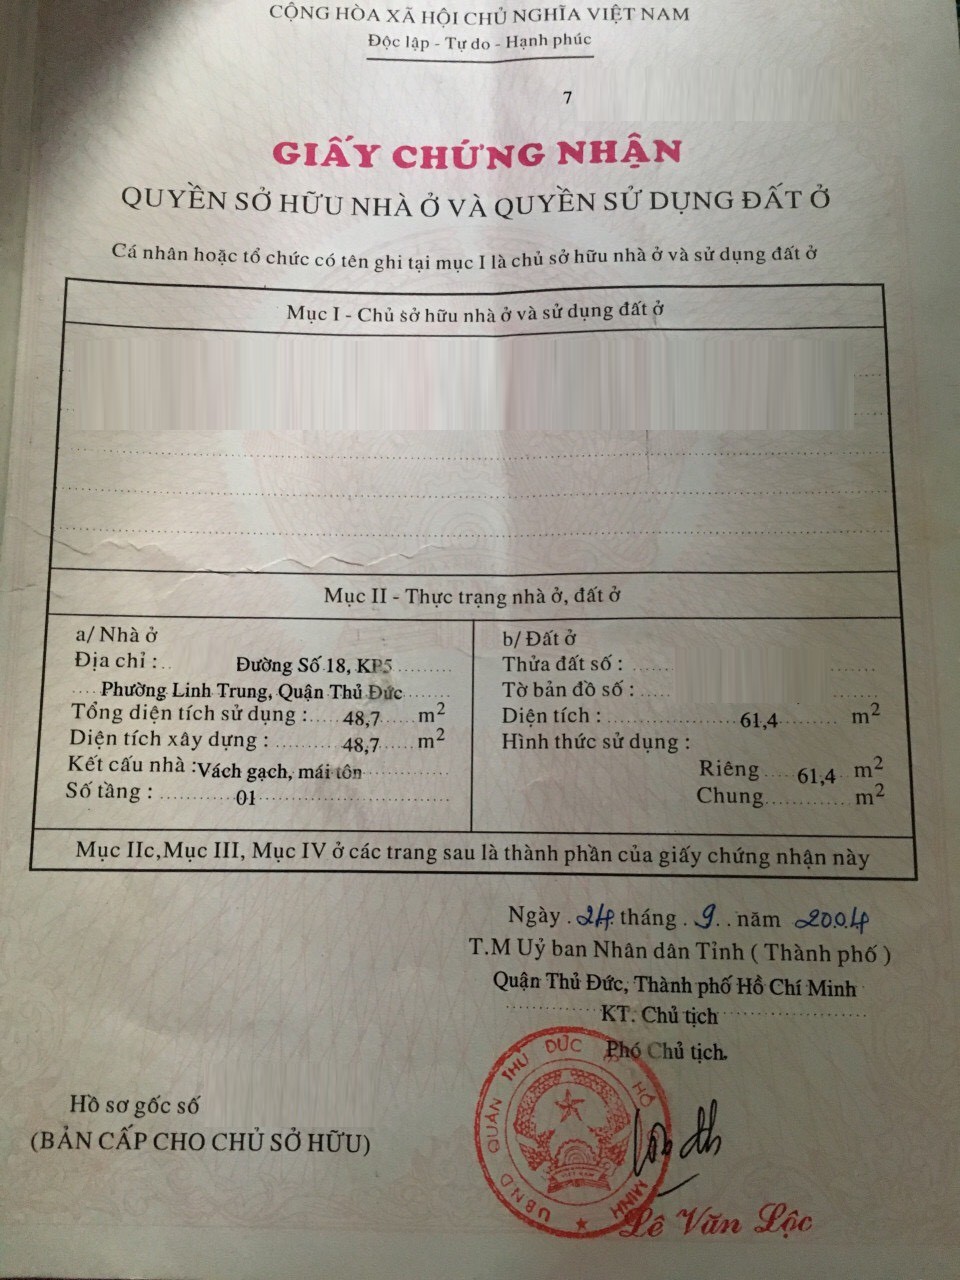 CỘNG HÒA XÃ HỘI CHỦ NGHĨA VIỆT NAM
Độc lập - Tự do - Hạnh phúc
7
GIẤY CHỨNG NHẬN
QUYỀN SỞ HỮU NHÀ Ở VÀ QUYỀN SỬ DỤNG ĐẤT Ở
Cá nhân hoặc tổ chức có tên ghi tại mục I là chủ sở hữu nhà ở và sử dụng đất ở
Mục I - Chủ sở hữu nhà ở và sử dụng đất ở
Mục II - Thực trạng nhà ở, đất ở
a/ Nhà ở
Địa chỉ : Đường Số 18, KP5
Phường Linh Trung, Quận Thủ Đức
Tổng diện tích sử dụng : 48,7 m2
Diện tích xây dựng : 48,7 m2
Kết cấu nhà : Vách gạch, mái tôn
Số tầng : 01
b/ Đất ở
Thửa đất số :
Tờ bản đồ số :
Diện tích : 61,4 m2
Hình thức sử dụng :
Riêng 61,4 m2
Chung m2
Mục IIc, Mục III, Mục IV ở các trang sau là thành phần của giấy chứng nhận này
Ngày 24 tháng 9 năm 2004
T.M Uỷ ban Nhân dân Tỉnh ( Thành phố )
Quận Thủ Đức, Thành phố Hồ Chí Minh
KT. Chủ tịch
Phó Chủ tịch.
UBND QUẬN THỦ ĐỨC HỒ MINH
VIỆT NAM
Lê Văn Lộc
Hồ sơ gốc số
(BẢN CẤP CHO CHỦ SỞ HỮU)